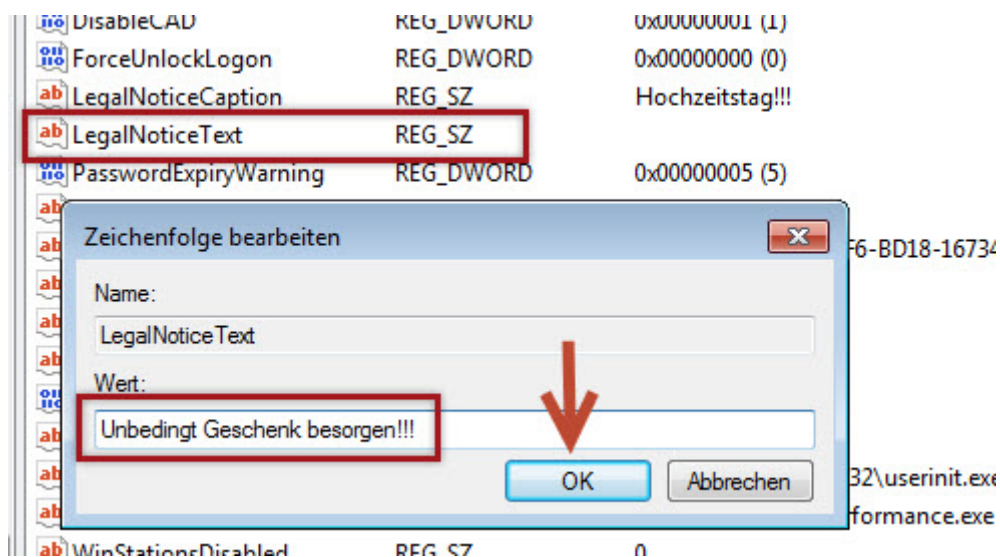 DisableCAD REG_DWORD 0x00000001 (1)
ForceUnlockLogon REG_DWORD 0x00000000 (0)
LegalNoticeCaption REG_SZ Hochzeitstag!!!
LegalNoticeText REG_SZ
PasswordExpiryWarning REG_DWORD 0x00000005 (5)
Zeichenfolge bearbeiten
F6-BD18-16734
Name:
LegalNoticeText
Wert:
Unbedingt Geschenk besorgen!!!
OK Abbrechen
32\userinit.exe
formance.exe
WinStationsDisabled REG_SZ 0